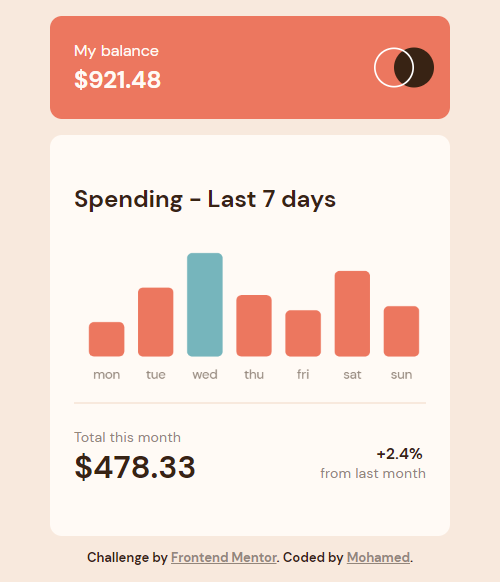 My balance
$921.48
Spending - Last 7 days
mon tue wed thu fri sat sun
Total this month
$478.33
+2.4%
from last month
Challenge by Frontend Mentor. Coded by Mohamed.